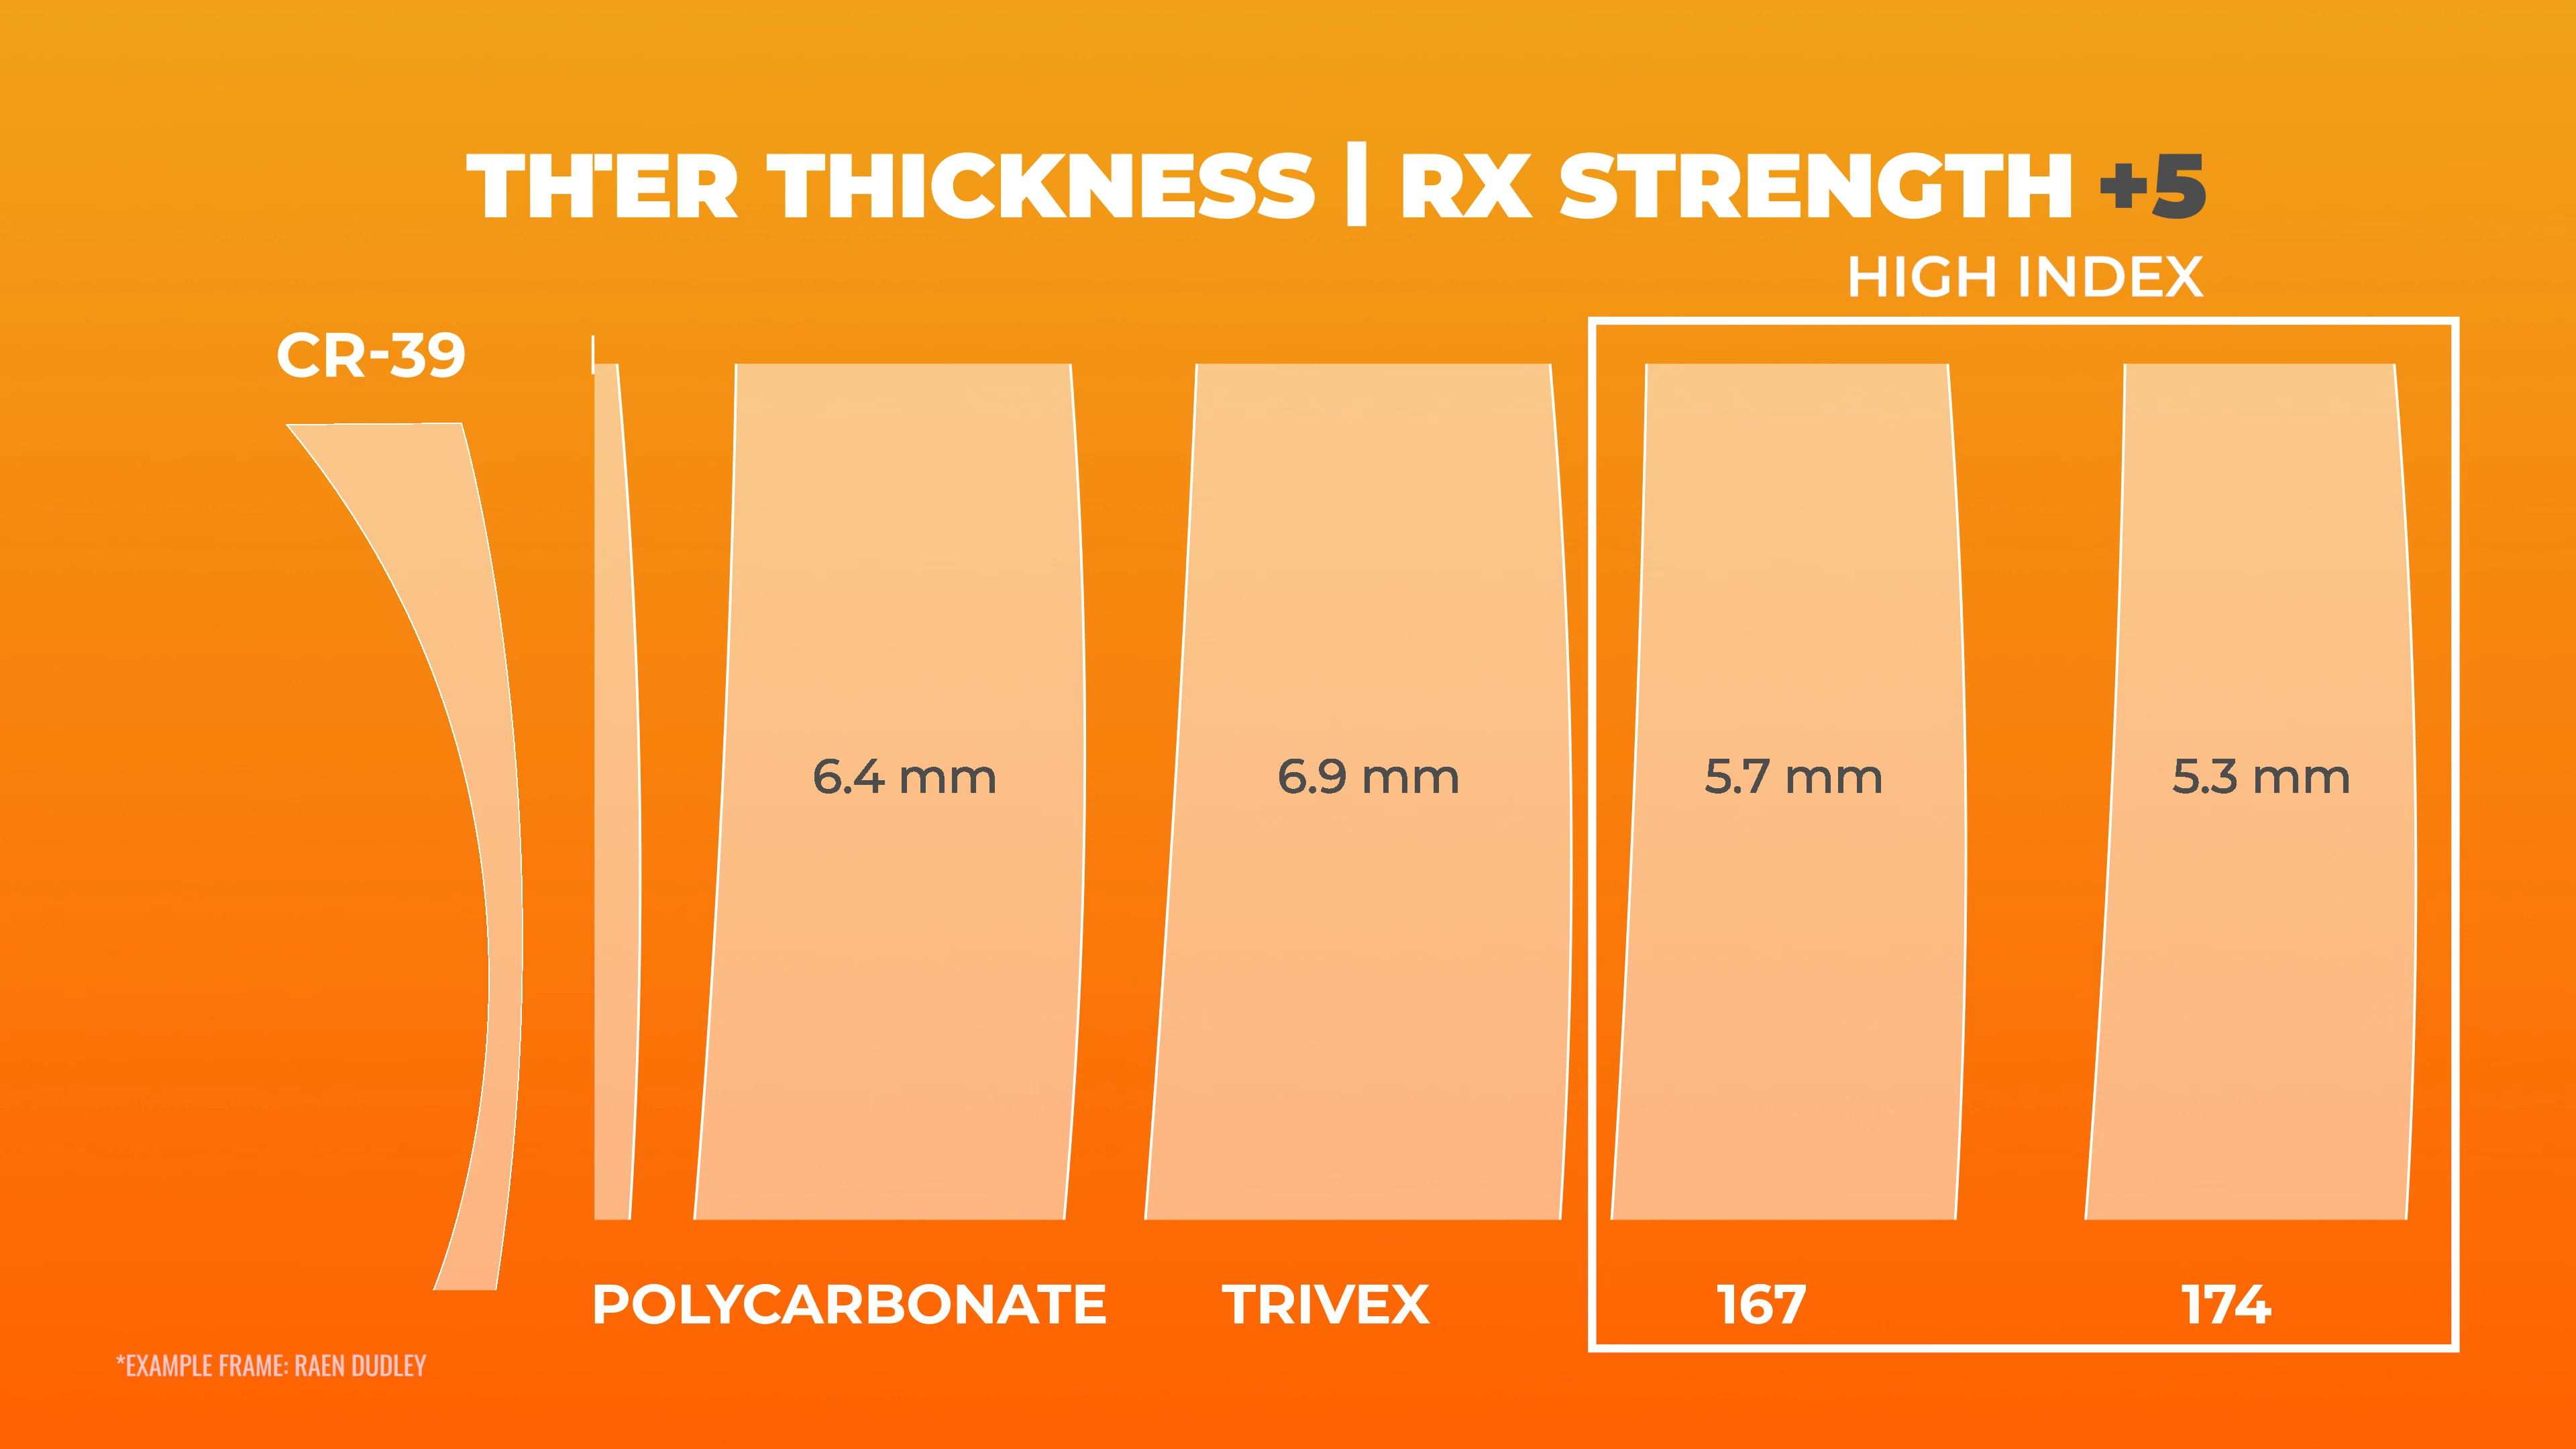 THER THICKNESS | RX STRENGTH +5
HIGH INDEX
CR-39
6.4 mm
6.9 mm
5.7 mm
5.3 mm
POLYCARBONATE
TRIVEX
167
174
*EXAMPLE FRAME: RAEN DUDLEY